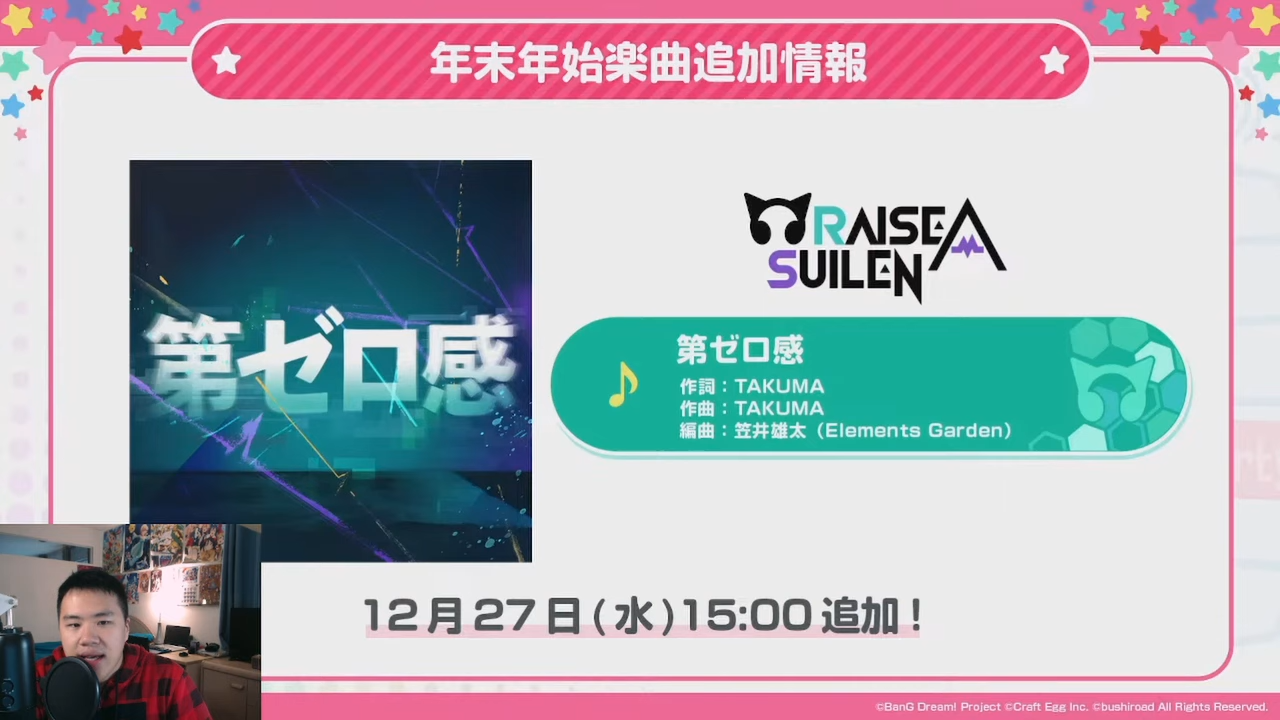 年末年始楽曲追加情報
第ゼロ感
RAISE A
SUILEN
第ゼロ感
作詞：TAKUMA
作曲：TAKUMA
編曲：笠井雄太（Elements Garden）
12月27日(水)15:00追加！
©BanG Dream! Project ©Craft Egg Inc. ©bushiroad All Rights Reserved.